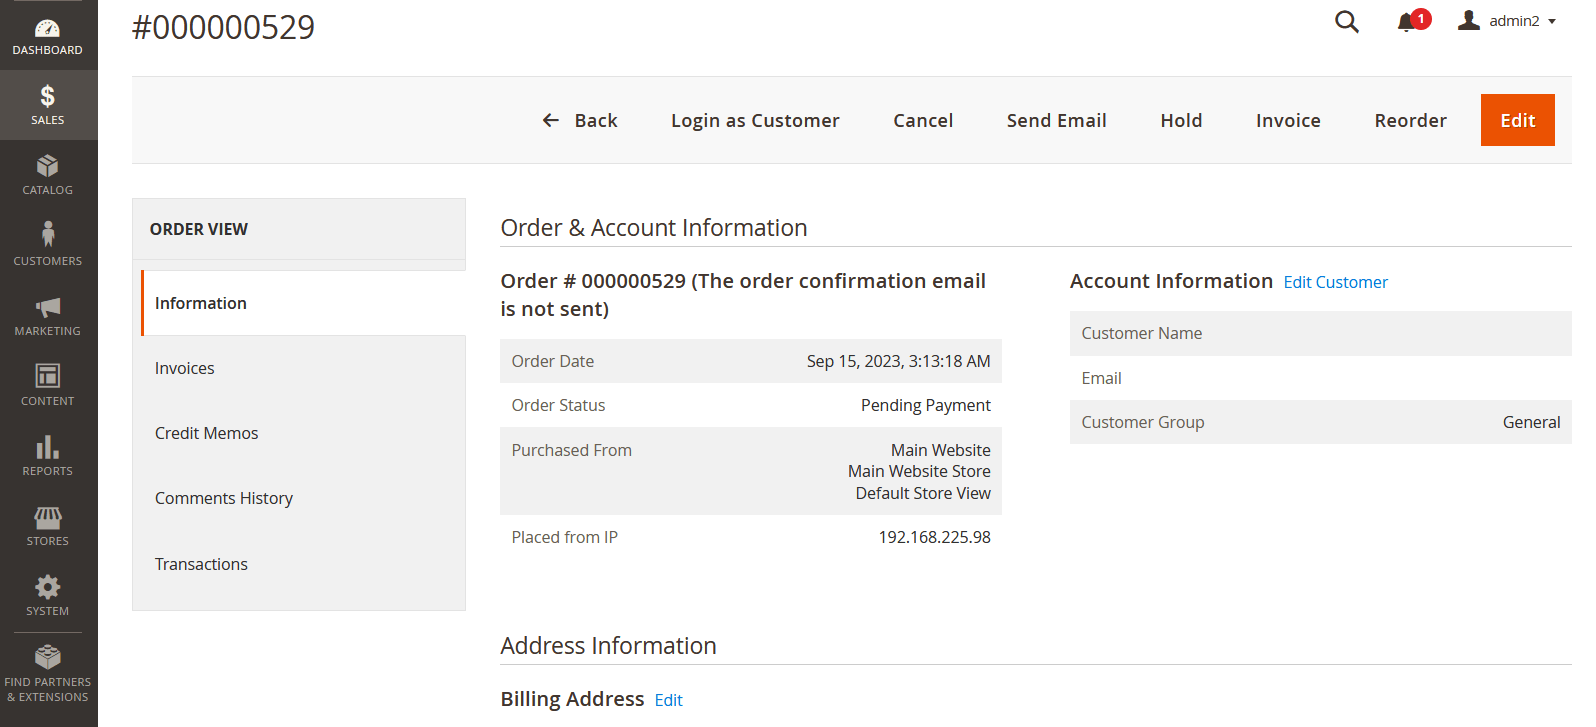 #000000529
1
admin2
DASHBOARD
SALES
CATALOG
CUSTOMERS
MARKETING
CONTENT
REPORTS
STORES
SYSTEM
FIND PARTNERS
& EXTENSIONS
Back
Login as Customer
Cancel
Send Email
Hold
Invoice
Reorder
Edit
ORDER VIEW
Information
Invoices
Credit Memos
Comments History
Transactions
Order & Account Information
Order # 000000529 (The order confirmation email
is not sent)
Order Date Sep 15, 2023, 3:13:18 AM
Order Status Pending Payment
Purchased From Main Website
Main Website Store
Default Store View
Placed from IP 192.168.225.98
Account Information Edit Customer
Customer Name
Email
Customer Group General
Address Information
Billing Address Edit